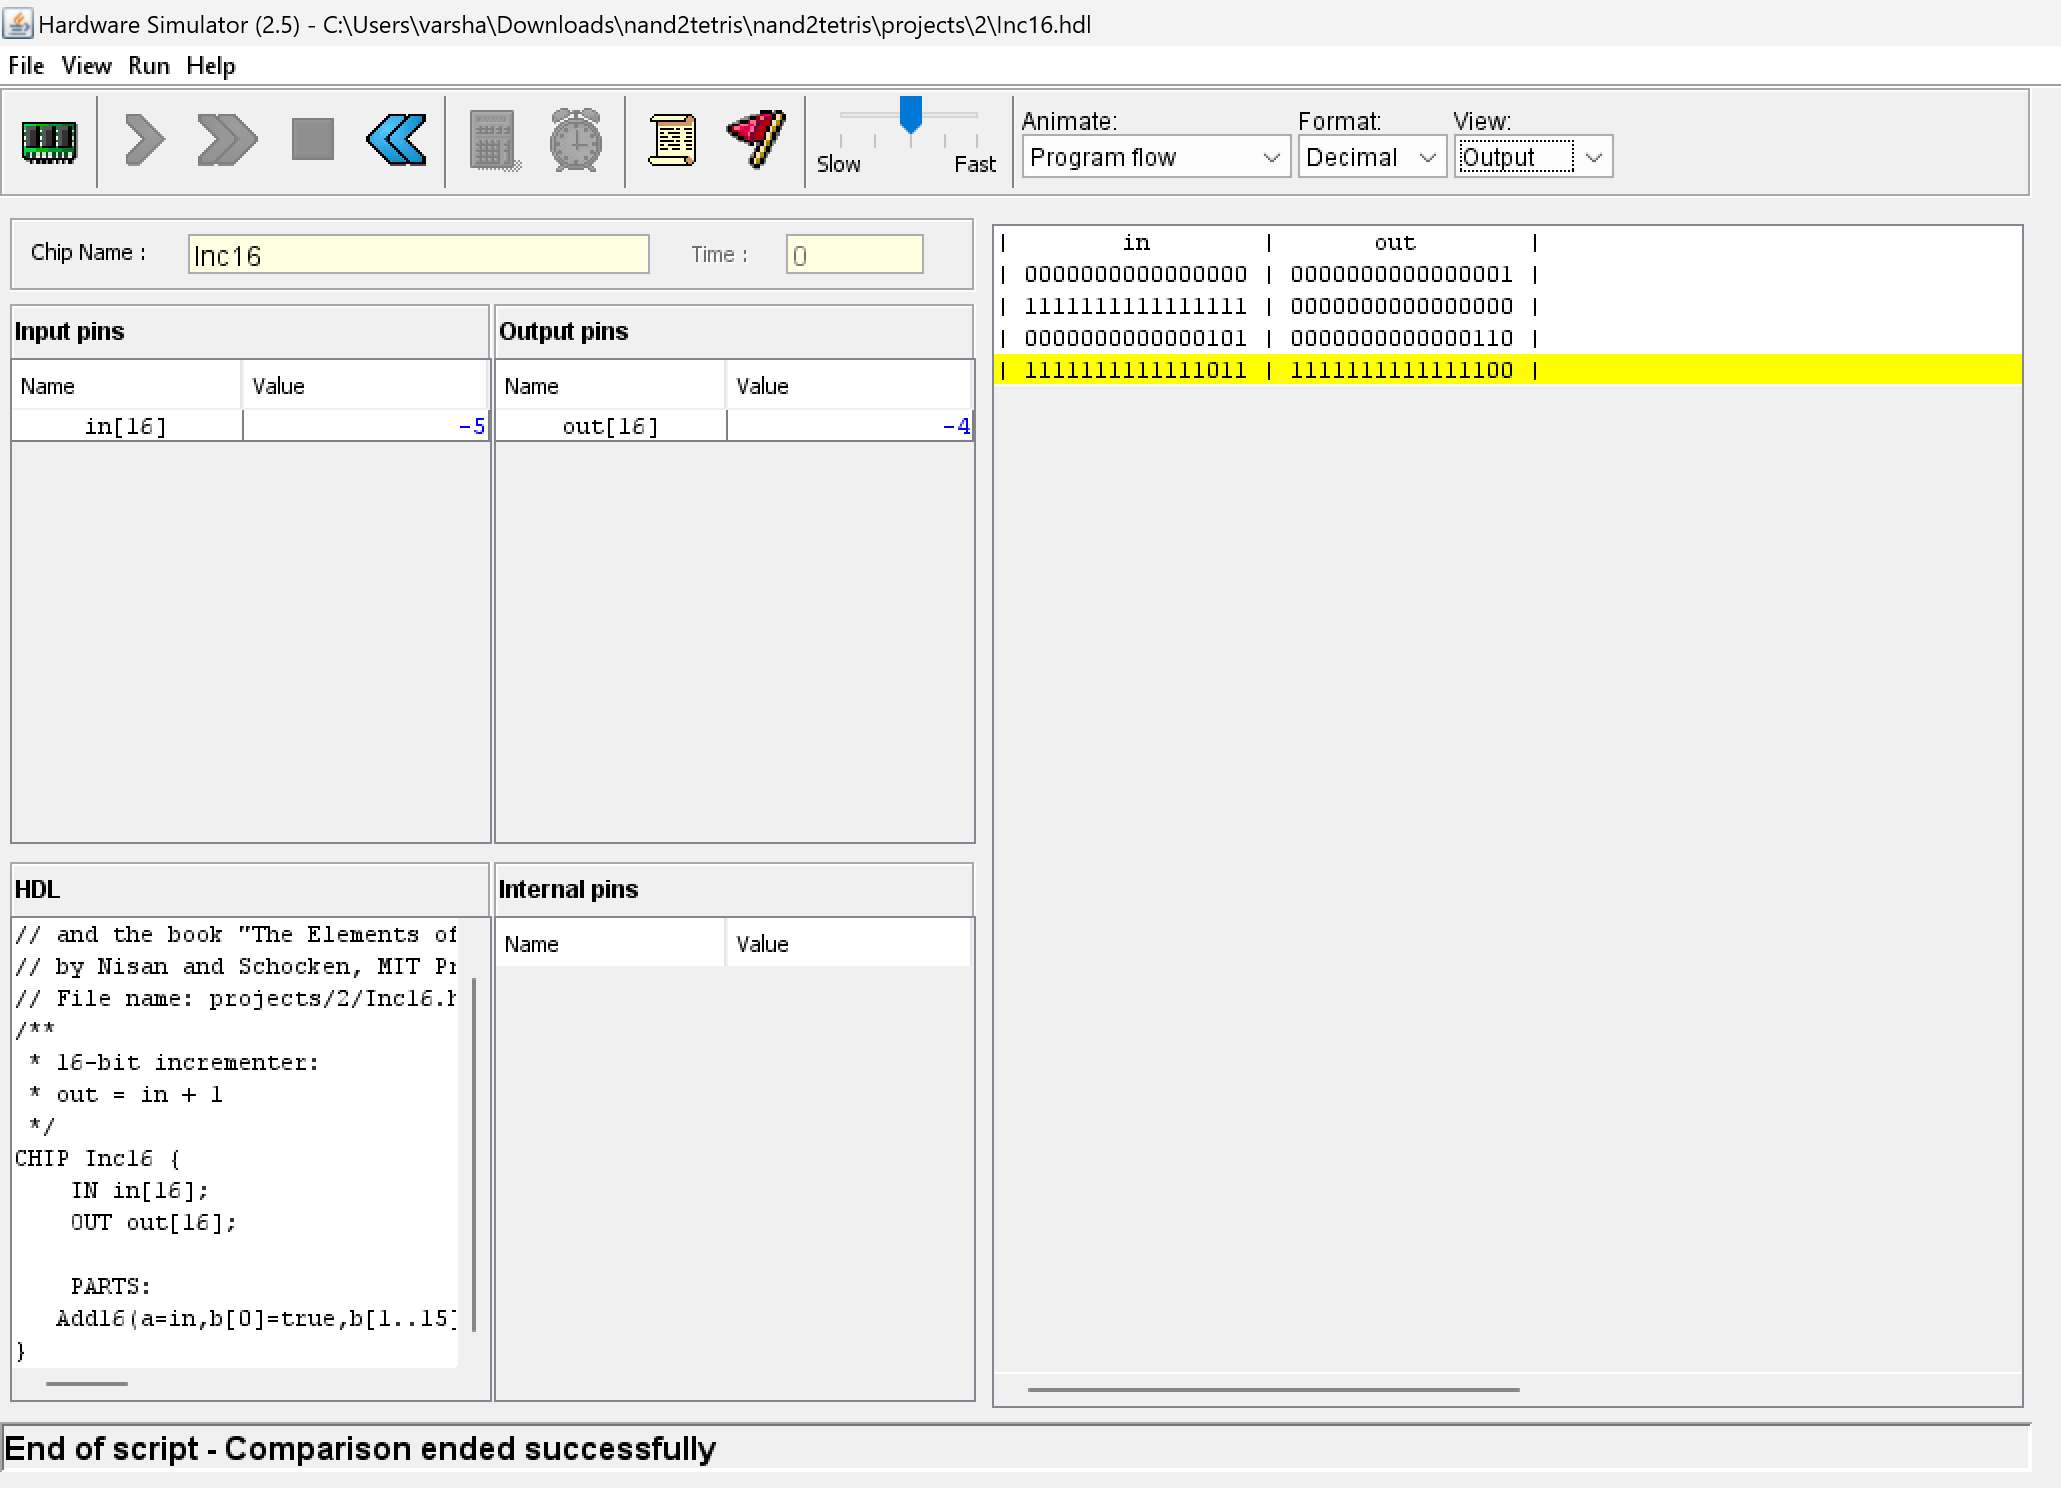 Hardware Simulator (2.5) - C:\Users\varsha\Downloads\nand2tetris\nand2tetris\projects\2\Inc16.hdl
File View Run Help
Animate: Format: View:
Slow Fast Program flow Decimal Output
Chip Name : Inc16 Time : 0
Input pins
Name Value
in[16] -5
Output pins
Name Value
out[16] -4
HDL
// and the book "The Elements of
// by Nisan and Schocken, MIT Pr
// File name: projects/2/Inc16.h
/**
 * 16-bit incrementer:
 * out = in + 1
 */
CHIP Inc16 {
    IN in[16];
    OUT out[16];
    PARTS:
   Add16(a=in,b[0]=true,b[1..15]
}
Internal pins
Name Value
| in | out |
| 0000000000000000 | 0000000000000001 |
| 1111111111111111 | 0000000000000000 |
| 0000000000000101 | 0000000000000110 |
| 1111111111111011 | 1111111111111100 |
End of script - Comparison ended successfully